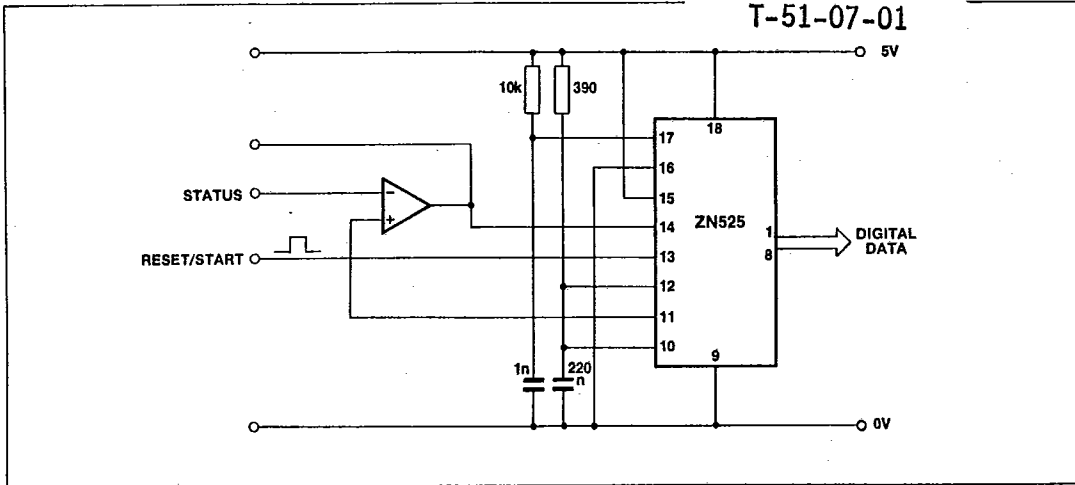 T-51-07-01
5V
10k
390
18
17
16
15
STATUS
-
ZN525
14
+
1
DIGITAL
DATA
8
RESET/START
13
12
11
10
9
1n
220
n
0V